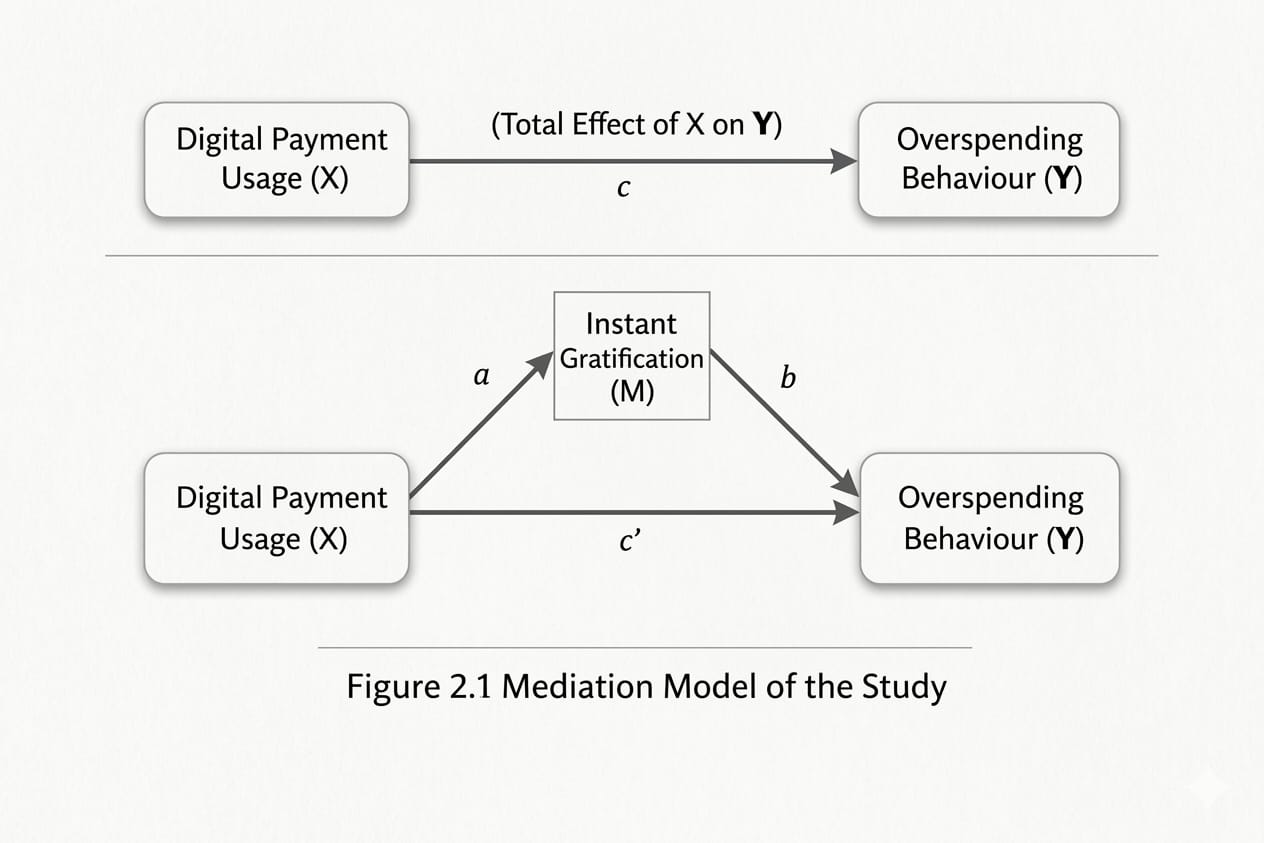 (Total Effect of X on Y)
Digital Payment
Usage (X)
c
Overspending
Behaviour (Y)
Instant
Gratification
(M)
a
b
Digital Payment
Usage (X)
c’
Overspending
Behaviour (Y)
Figure 2.1 Mediation Model of the Study